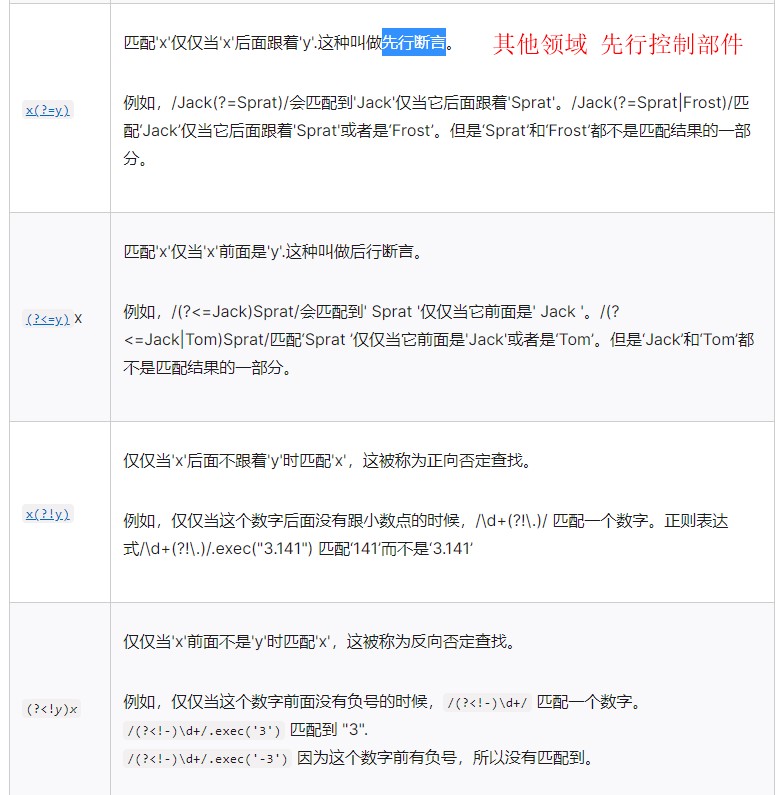 匹配'x'仅仅当'x'后面跟着'y'.这种叫做先行断言。 其他领域 先行控制部件
x(?=y)
例如，/Jack(?=Sprat)/会匹配到'Jack'仅当它后面跟着'Sprat'。/Jack(?=Sprat|Frost)/匹
配‘Jack’仅当它后面跟着'Sprat'或者是‘Frost’。但是‘Sprat’和‘Frost’都不是匹配结果的一部
分。
匹配'x'仅当'x'前面是'y'.这种叫做后行断言。
(?<=y) x
例如，/(?<=Jack)Sprat/会匹配到' Sprat '仅仅当它前面是' Jack '。/(?
<=Jack|Tom)Sprat/匹配‘Sprat ’仅仅当它前面是'Jack'或者是‘Tom’。但是‘Jack’和‘Tom’都
不是匹配结果的一部分。
仅仅当'x'后面不跟着'y'时匹配'x'，这被称为正向否定查找。
x(?!y)
例如，仅仅当这个数字后面没有跟小数点的时候，/\d+(?!\.)/ 匹配一个数字。正则表达
式/\d+(?!\.)/.exec("3.141") 匹配‘141’而不是‘3.141’
仅仅当'x'前面不是'y'时匹配'x'，这被称为反向否定查找。
(?<!y)x
例如，仅仅当这个数字前面没有负号的时候，/(?<!-)\d+/ 匹配一个数字。
/(?<!-)\d+/.exec('3') 匹配到 "3".
/(?<!-)\d+/.exec('-3') 因为这个数字前有负号，所以没有匹配到。